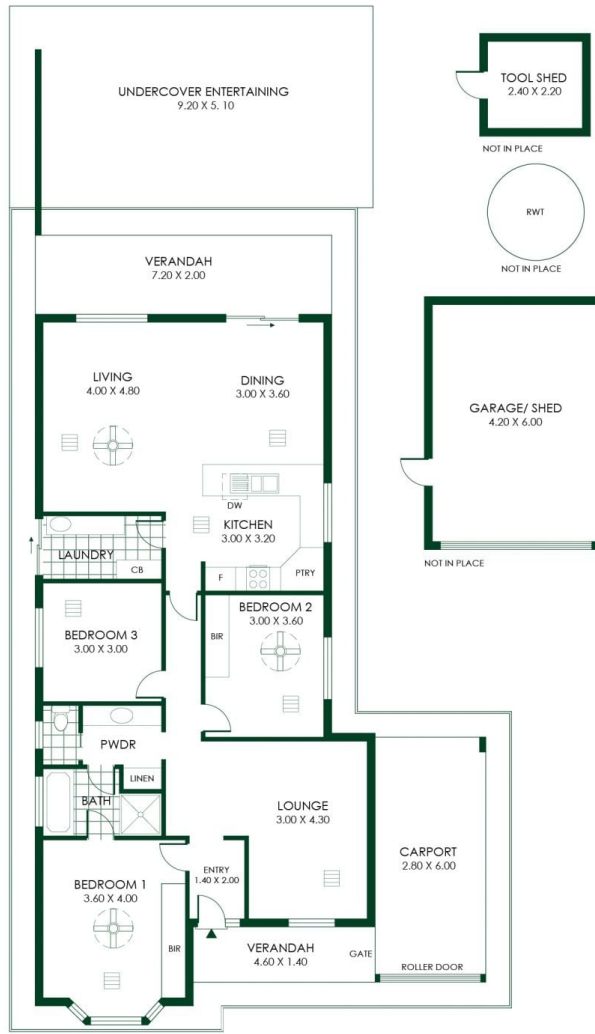 UNDERCOVER ENTERTAINING
9.20 X 5. 10
TOOL SHED
2.40 X 2.20
NOT IN PLACE
RWT
NOT IN PLACE
VERANDAH
7.20 X 2.00
LIVING
4.00 X 4.80
DINING
3.00 X 3.60
GARAGE/ SHED
4.20 X 6.00
NOT IN PLACE
DW
KITCHEN
3.00 X 3.20
LAUNDRY
CB
F
PTRY
BEDROOM 3
3.00 X 3.00
BIR
BEDROOM 2
3.00 X 3.60
PWDR
LINEN
BATH
LOUNGE
3.00 X 4.30
CARPORT
2.80 X 6.00
ENTRY
1.40 X 2.00
BEDROOM 1
3.60 X 4.00
BIR
VERANDAH
4.60 X 1.40
GATE
ROLLER DOOR